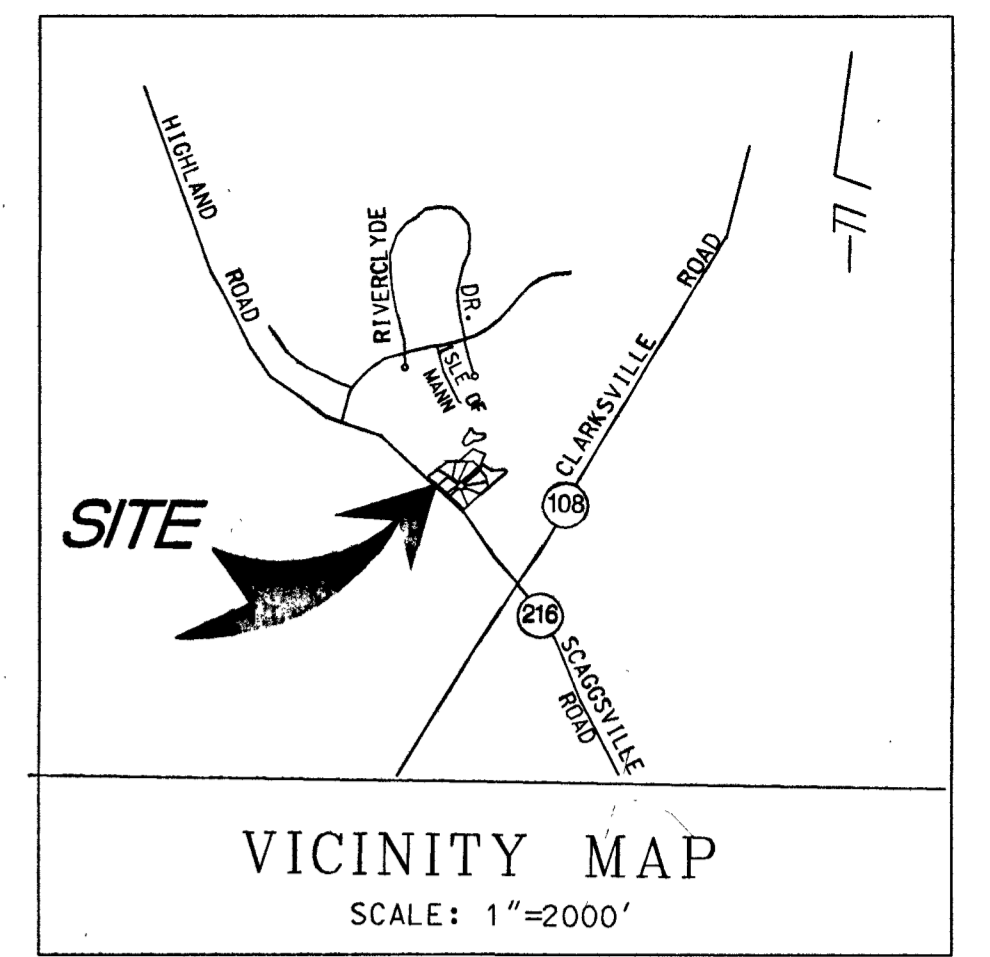 HIGHLAND
ROAD
RIVERCLYDE
DR.
ISLE OF
MANN
CLARKSVILLE
ROAD
108
SITE
216
SCAGGSVILLE
ROAD
VICINITY MAP
SCALE: 1"=2000'